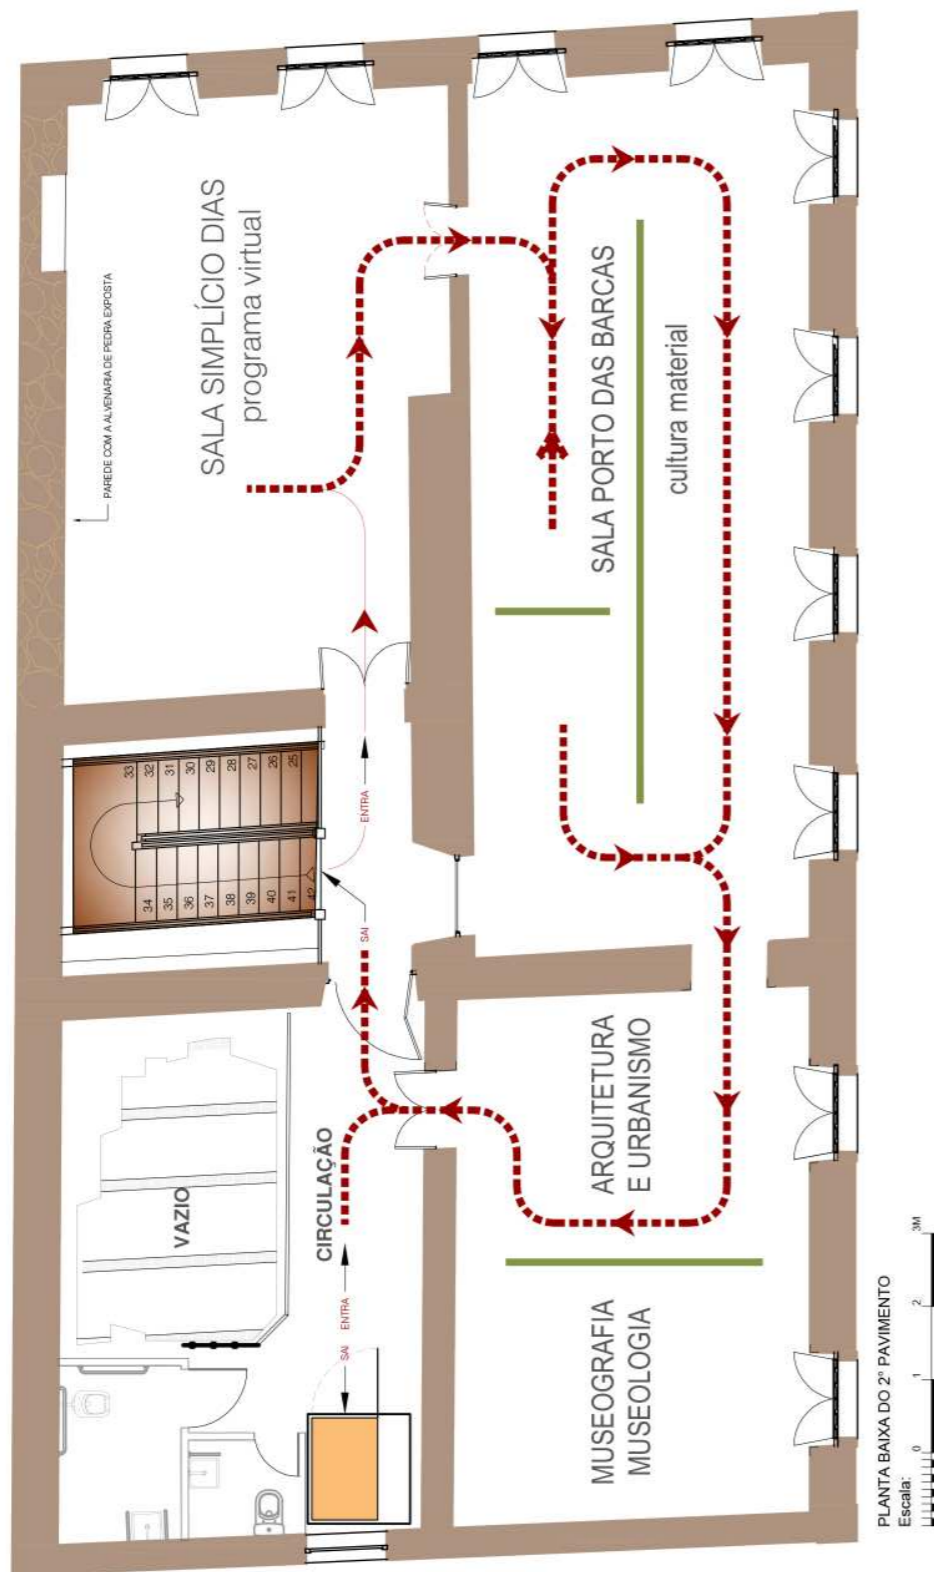 PAREDE COM A ALVENARIA DE PEDRA EXPOSTA
SALA SIMPLÍCIO DIAS
programa virtual
SALA PORTO DAS BARCAS
cultura material
33
32
31
30
29
28
27
26
25
34
35
36
37
38
39
40
41
42
ENTRA
SAI
VAZIO
CIRCULAÇÃO
SAI ENTRA
ARQUITETURA
E URBANISMO
MUSEOGRAFIA
MUSEOLOGIA
PLANTA BAIXA DO 2º PAVIMENTO
Escala:
0 1 2 3M